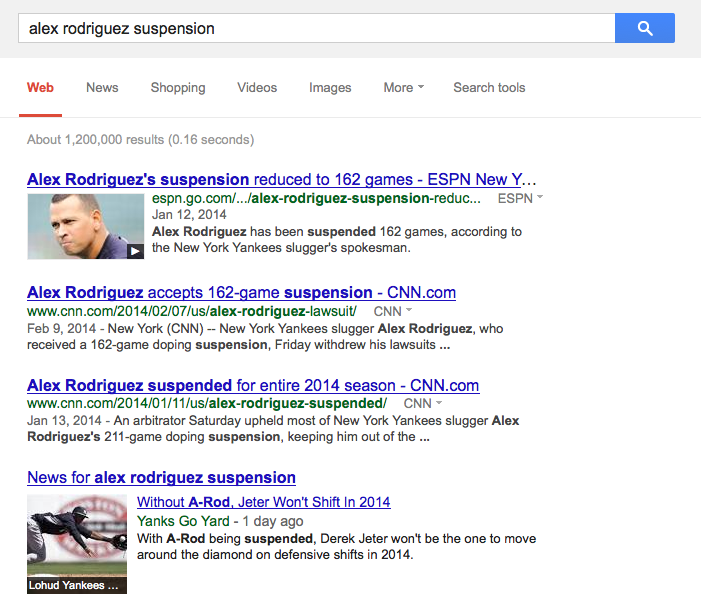 alex rodriguez suspension
Web News Shopping Videos Images More Search tools
About 1,200,000 results (0.16 seconds)
Alex Rodriguez's suspension reduced to 162 games - ESPN New Y...
espn.go.com/.../alex-rodriguez-suspension-reduc... ESPN
Jan 12, 2014
Alex Rodriguez has been suspended 162 games, according to
the New York Yankees slugger's spokesman.
Alex Rodriguez accepts 162-game suspension - CNN.com
www.cnn.com/2014/02/07/us/alex-rodriguez-lawsuit/ CNN
Feb 9, 2014 - New York (CNN) -- New York Yankees slugger Alex Rodriguez, who
received a 162-game doping suspension, Friday withdrew his lawsuits ...
Alex Rodriguez suspended for entire 2014 season - CNN.com
www.cnn.com/2014/01/11/us/alex-rodriguez-suspended/ CNN
Jan 13, 2014 - An arbitrator Saturday upheld most of New York Yankees slugger Alex
Rodriguez's 211-game doping suspension, keeping him out of the ...
News for alex rodriguez suspension
Without A-Rod, Jeter Won't Shift In 2014
Yanks Go Yard - 1 day ago
With A-Rod being suspended, Derek Jeter won't be the one to move
around the diamond on defensive shifts in 2014.
Lohud Yankees ...